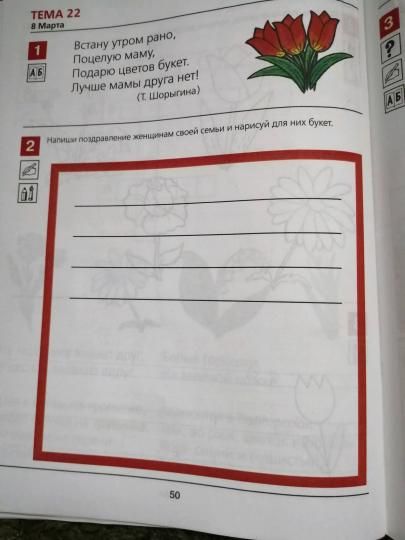 ТЕМА 22
8 Марта
1
Встану утром рано,
Поцелую маму,
Подарю цветов букет.
Лучше мамы друга нет!
(Т. Шорыгина)
АБ
2
Напиши поздравление женщинам своей семьи и нарисуй для них букет.
50
3
?
АБ